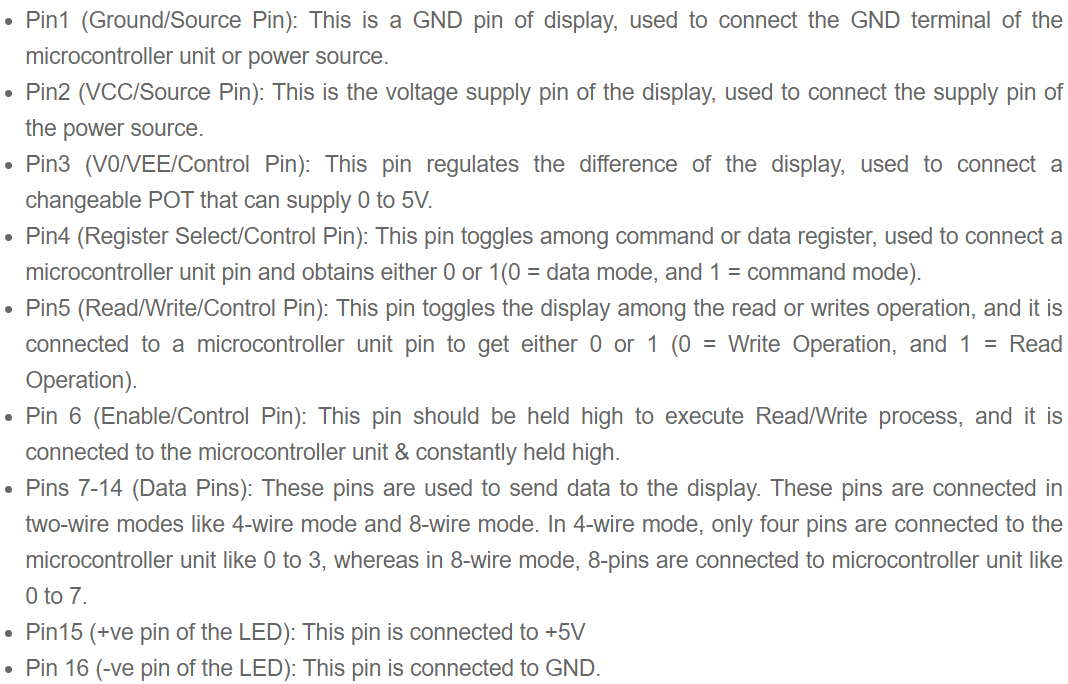 • Pin1 (Ground/Source Pin): This is a GND pin of display, used to connect the GND terminal of the
microcontroller unit or power source.
• Pin2 (VCC/Source Pin): This is the voltage supply pin of the display, used to connect the supply pin of
the power source.
• Pin3 (V0/VEE/Control Pin): This pin regulates the difference of the display, used to connect a
changeable POT that can supply 0 to 5V.
• Pin4 (Register Select/Control Pin): This pin toggles among command or data register, used to connect a
microcontroller unit pin and obtains either 0 or 1(0 = data mode, and 1 = command mode).
• Pin5 (Read/Write/Control Pin): This pin toggles the display among the read or writes operation, and it is
connected to a microcontroller unit pin to get either 0 or 1 (0 = Write Operation, and 1 = Read
Operation).
• Pin 6 (Enable/Control Pin): This pin should be held high to execute Read/Write process, and it is
connected to the microcontroller unit & constantly held high.
• Pins 7-14 (Data Pins): These pins are used to send data to the display. These pins are connected in
two-wire modes like 4-wire mode and 8-wire mode. In 4-wire mode, only four pins are connected to the
microcontroller unit like 0 to 3, whereas in 8-wire mode, 8-pins are connected to microcontroller unit like
0 to 7.
• Pin15 (+ve pin of the LED): This pin is connected to +5V
• Pin 16 (-ve pin of the LED): This pin is connected to GND.